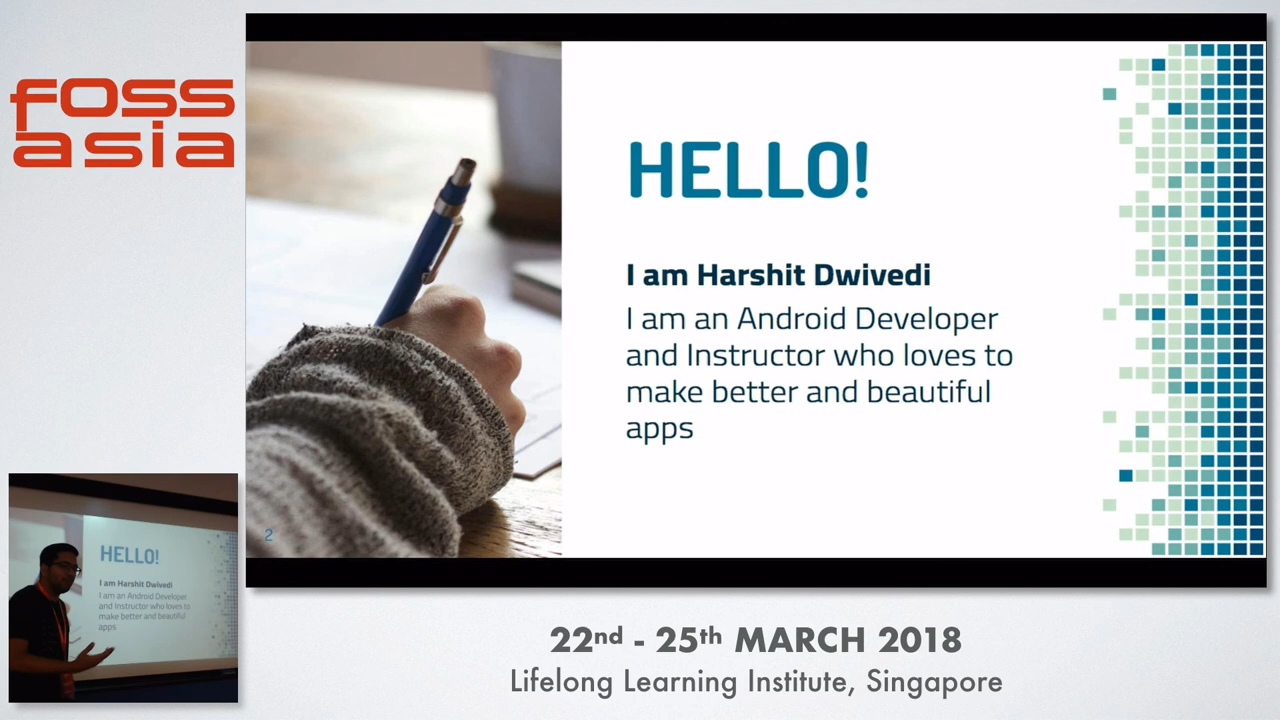 foss
asia
HELLO!
I am Harshit Dwivedi
I am an Android Developer
and Instructor who loves to
make better and beautiful
apps
2
HELLO!
I am Harshit Dwivedi
I am an Android Developer
and Instructor who loves to
make better and beautiful
apps
22nd - 25th MARCH 2018
Lifelong Learning Institute, Singapore